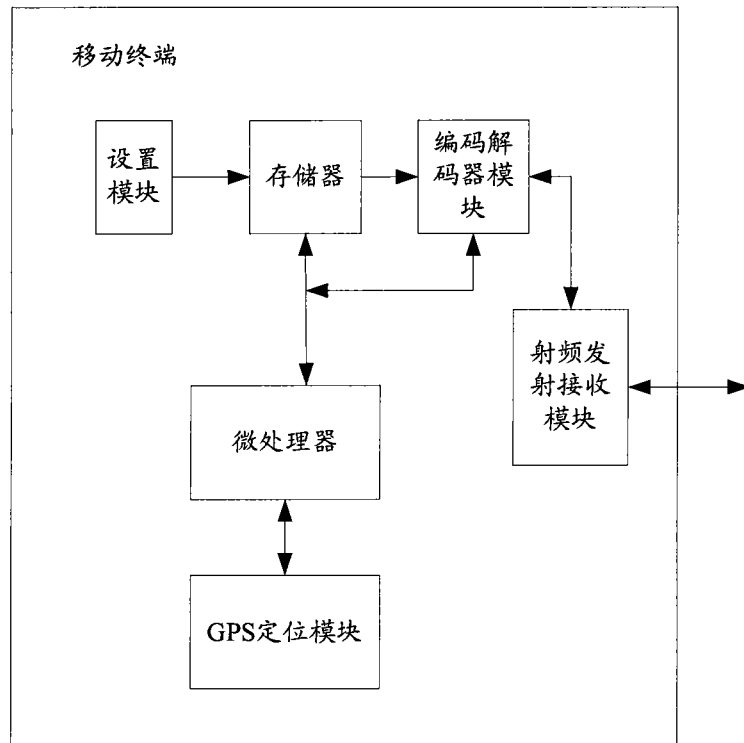 移动终端
设置
模块
存储器
编码解
码器模
块
射频发
射接收
模块
微处理器
GPS定位模块